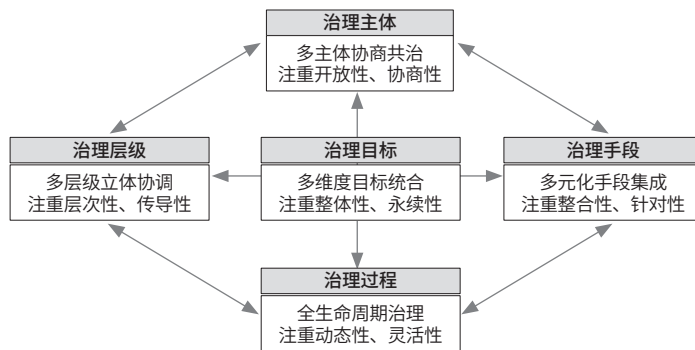 治理主体
多主体协商共治
注重开放性、协商性
治理层级
多层级立体协调
注重层次性、传导性
治理目标
多维度目标统合
注重整体性、永续性
治理手段
多元化手段集成
注重整合性、针对性
治理过程
全生命周期治理
注重动态性、灵活性